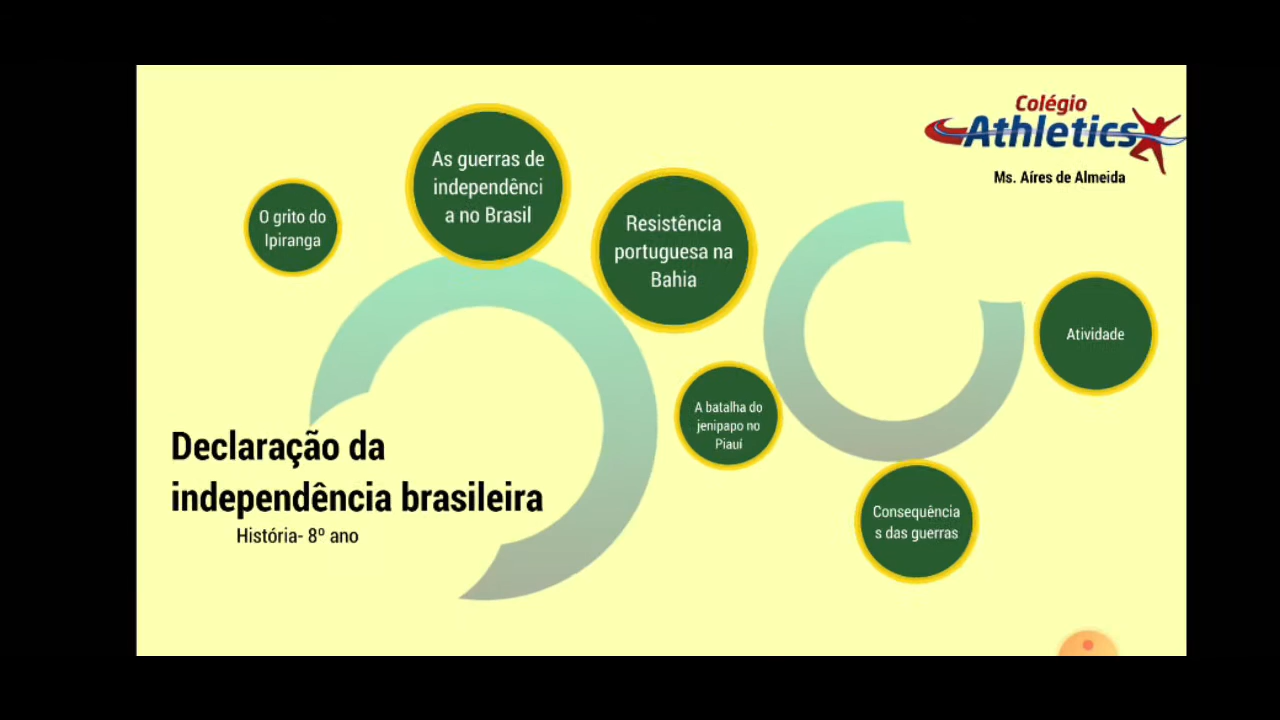 Colégio
Athletics
Ms. Aíres de Almeida
O grito do
Ipiranga
As guerras de
independênci
a no Brasil
Resistência
portuguesa na
Bahia
A batalha do
jenipapo no
Piauí
Consequência
s das guerras
Atividade
Declaração da
independência brasileira
História- 8º ano